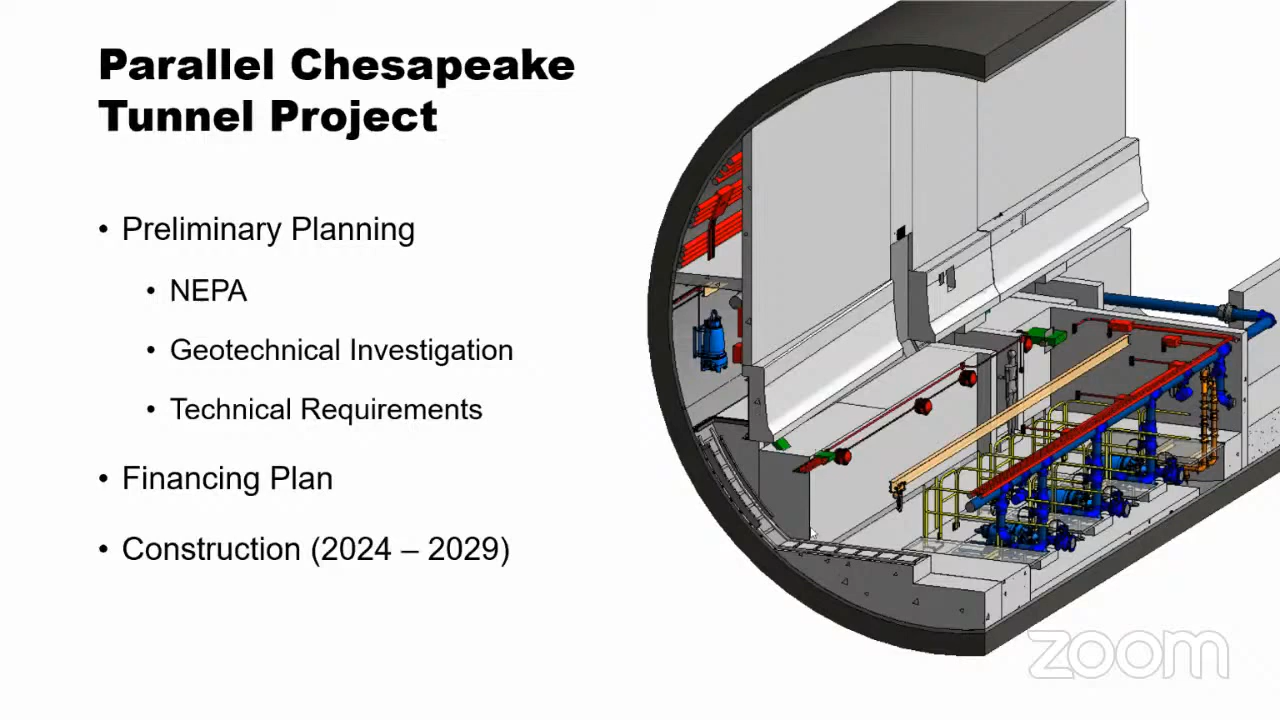 Parallel Chesapeake
Tunnel Project
• Preliminary Planning
• NEPA
• Geotechnical Investigation
• Technical Requirements
• Financing Plan
• Construction (2024 – 2029)
zoom